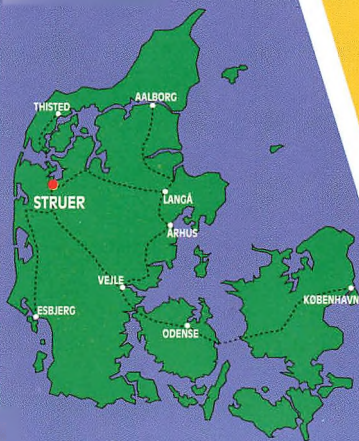 AALBORG
THISTED
STRUER
LANGÅ
ÅRHUS
VEJLE
KØBENHAVN
ESBJERG
ODENSE